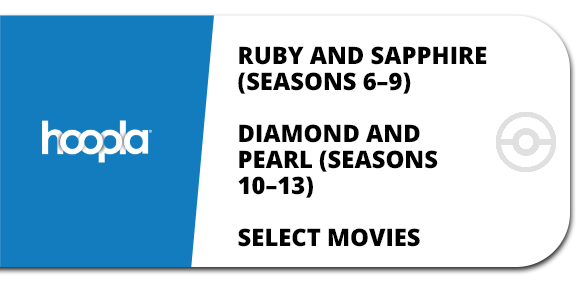 hoopla
RUBY AND SAPPHIRE
(SEASONS 6–9)
DIAMOND AND
PEARL (SEASONS
10–13)
SELECT MOVIES